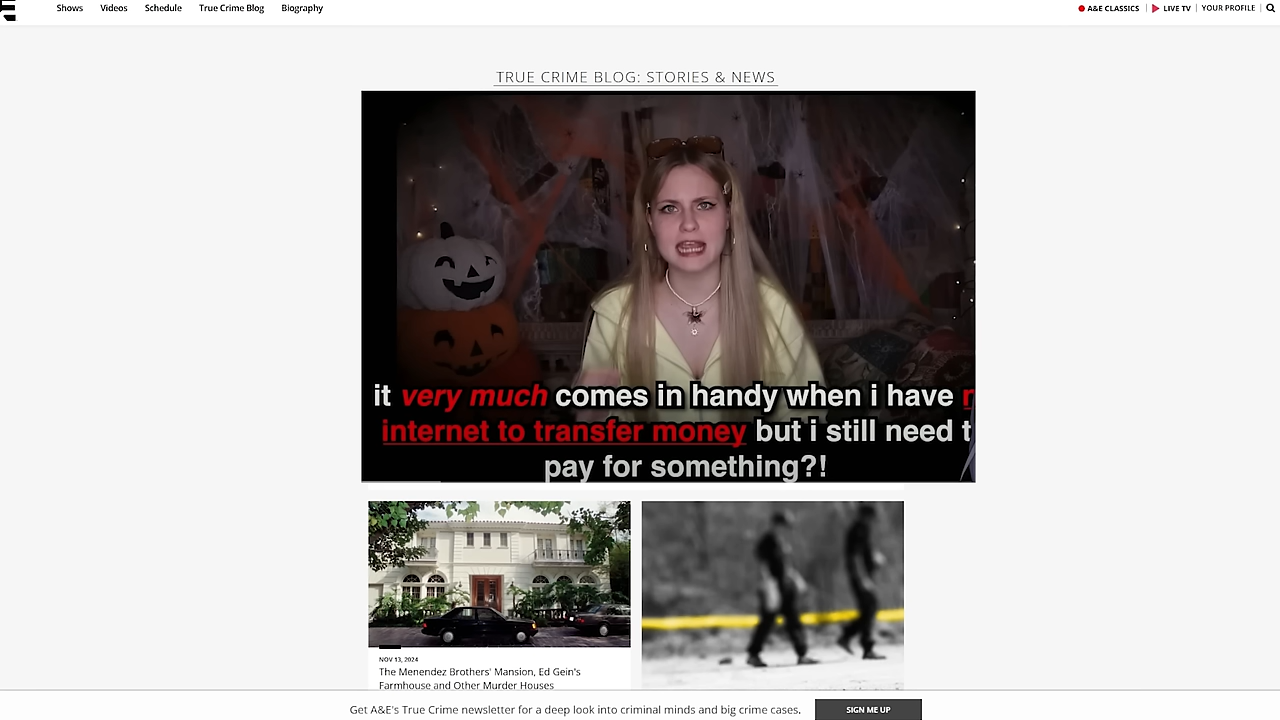 Shows Videos Schedule True Crime Blog Biography A&E CLASSICS LIVE TV YOUR PROFILE
TRUE CRIME BLOG: STORIES & NEWS
it very much comes in handy when i have
internet to transfer money but i still need t
pay for something?!
NOV 13, 2024
The Menendez Brothers' Mansion, Ed Gein's
Farmhouse and Other Murder Houses
Get A&E's True Crime newsletter for a deep look into criminal minds and big crime cases. SIGN ME UP